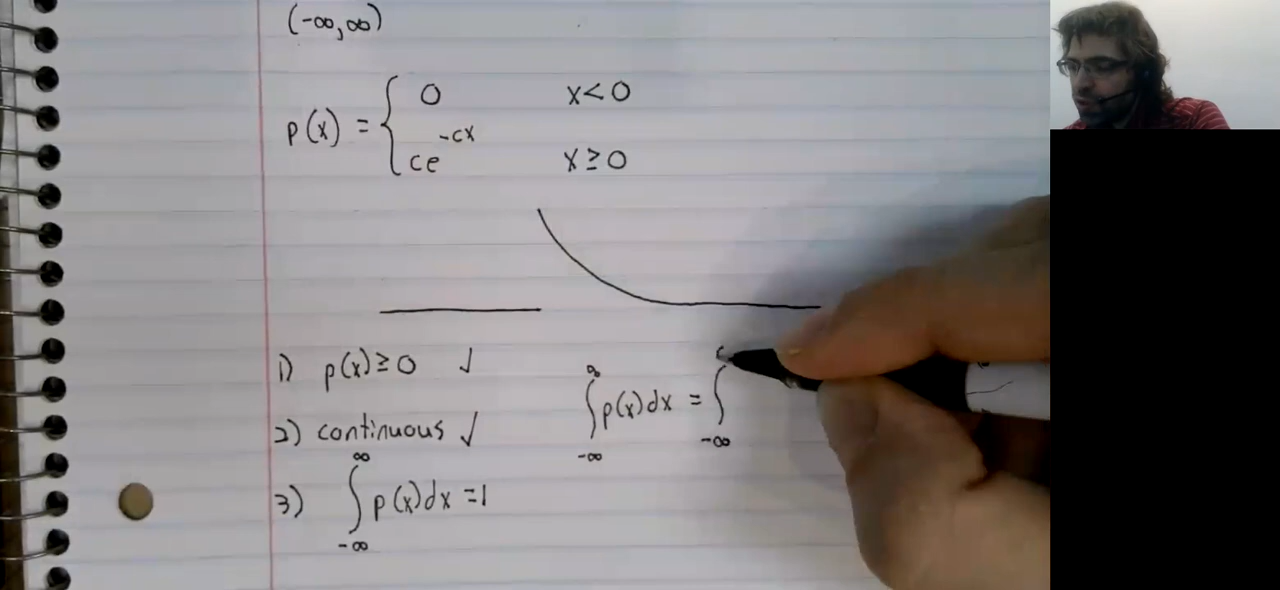 (-∞,∞)
p(x) = { 0 x<0
ce^-cx x≥0
1) p(x)≥0 ✓
2) continuous ✓
3) ∫_-∞^∞ p(x)dx =1
∫_-∞^∞ p(x)dx = ∫_-∞